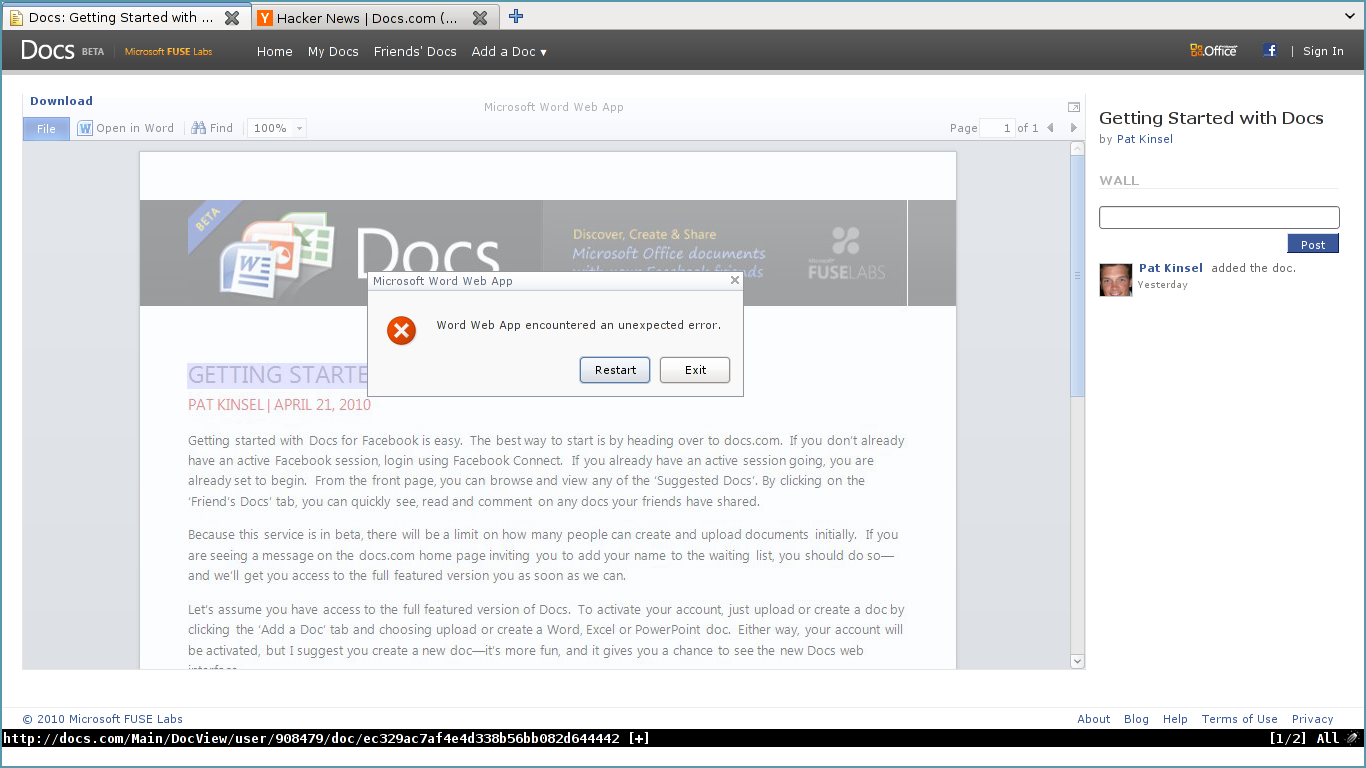 Docs: Getting Started with ...
Hacker News | Docs.com (...
Docs BETA Microsoft FUSE Labs Home My Docs Friends' Docs Add a Doc
Office f | Sign In
Download
Microsoft Word Web App
File Open in Word Find 100%
Page 1 of 1
BETA
Docs
Discover, Create & Share
Microsoft Office documents
with your Facebook friends
Microsoft
FUSELABS
Microsoft Word Web App
Word Web App encountered an unexpected error.
Restart Exit
GETTING STARTE
PAT KINSEL | APRIL 21, 2010
Getting started with Docs for Facebook is easy. The best way to start is by heading over to docs.com. If you don't already
have an active Facebook session, login using Facebook Connect. If you already have an active session going, you are
already set to begin. From the front page, you can browse and view any of the ‘Suggested Docs’. By clicking on the
‘Friend's Docs’ tab, you can quickly see, read and comment on any docs your friends have shared.
Because this service is in beta, there will be a limit on how many people can create and upload documents initially. If you
are seeing a message on the docs.com home page inviting you to add your name to the waiting list, you should do so—
and we'll get you access to the full featured version you as soon as we can.
Let's assume you have access to the full featured version of Docs. To activate your account, just upload or create a doc by
clicking the ‘Add a Doc’ tab and choosing upload or create a Word, Excel or PowerPoint doc. Either way, your account will
be activated, but I suggest you create a new doc—it's more fun, and it gives you a chance to see the new Docs web
interface.
Getting Started with Docs
by Pat Kinsel
WALL
Post
Pat Kinsel added the doc.
Yesterday
© 2010 Microsoft FUSE Labs
About Blog Help Terms of Use Privacy
http://docs.com/Main/DocView/user/908479/doc/ec329ac7af4e4d338b56bb082d644442 [+]
[1/2] All